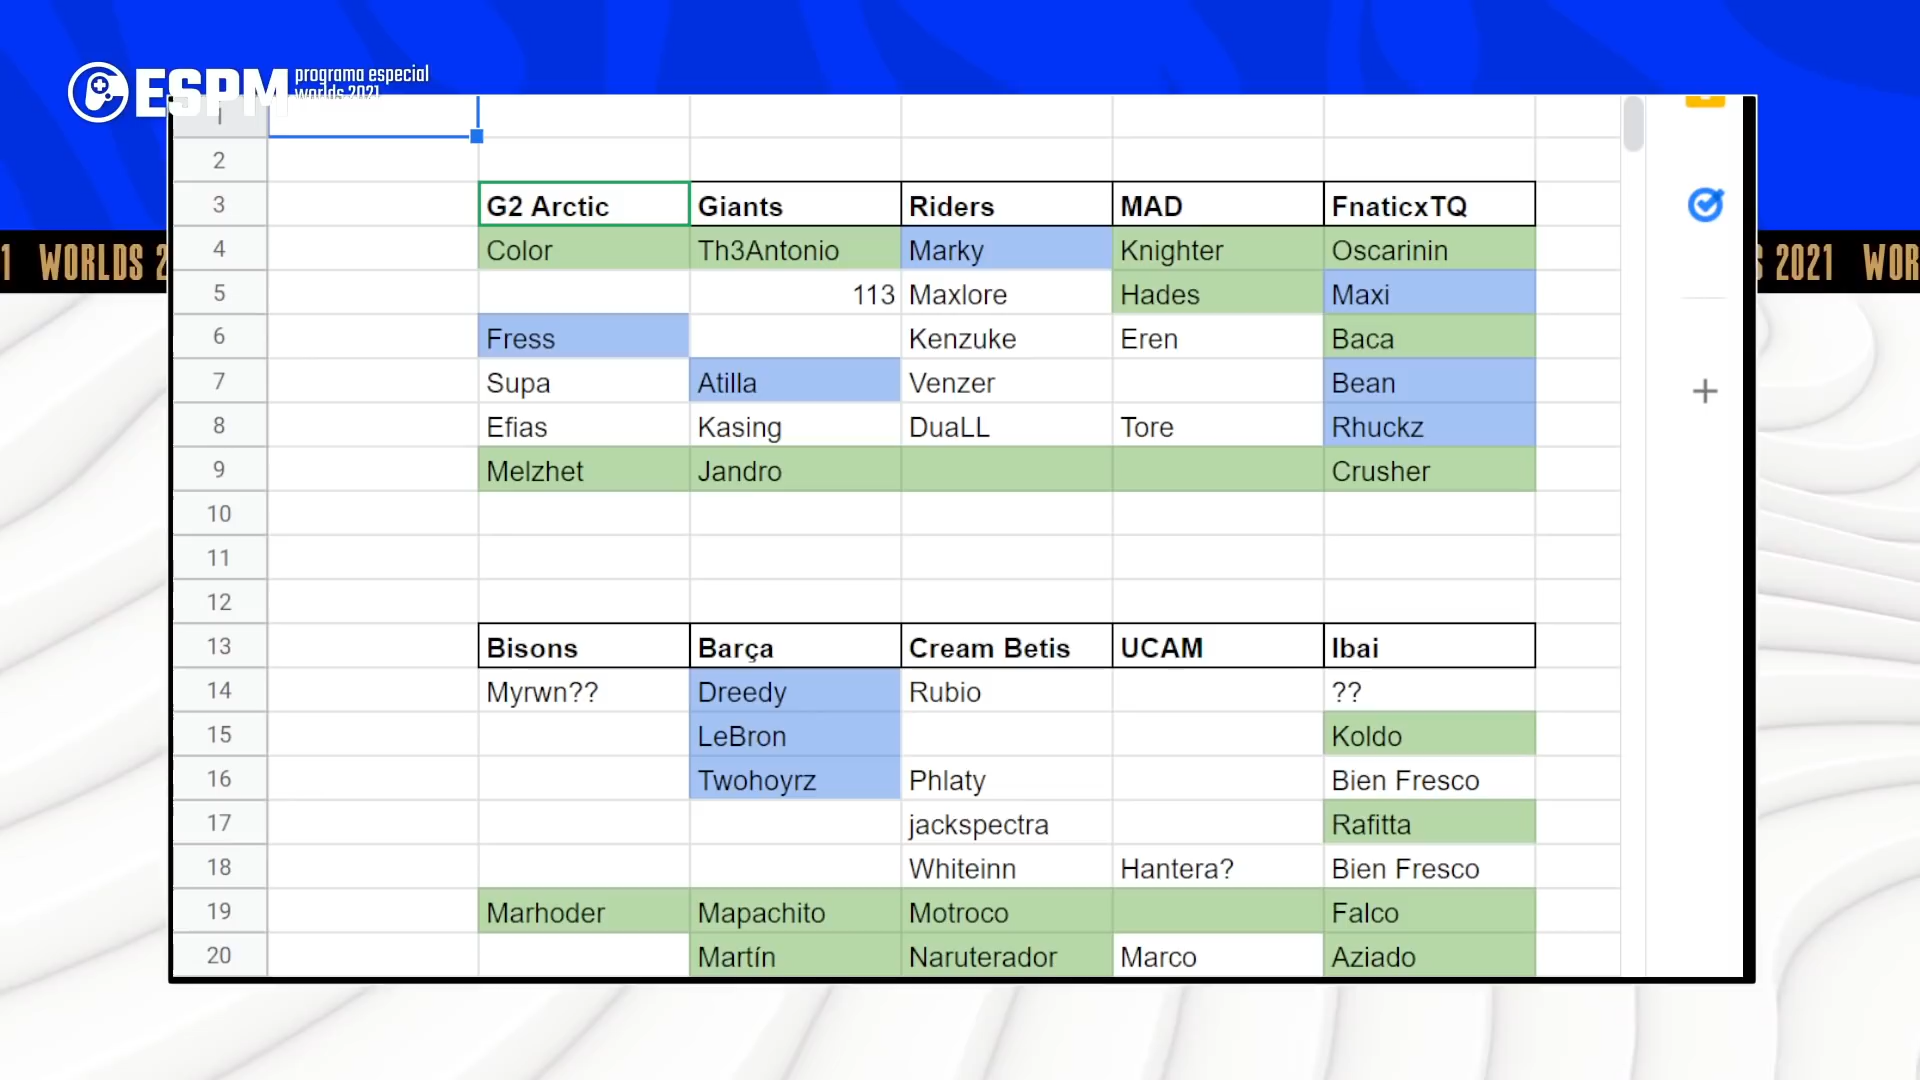 ESPM programa especial
worlds 2021
1
2
3 G2 Arctic Giants Riders MAD FnaticxTQ
4 Color Th3Antonio Marky Knighter Oscarinin
1 WORLDS 2
2021 WOR
5 113 Maxlore Hades Maxi
6 Fress Kenzuke Eren Baca
7 Supa Atilla Venzer Bean
8 Efias Kasing DuaLL Tore Rhuckz
9 Melzhet Jandro Crusher
10
11
12
13 Bisons Barça Cream Betis UCAM Ibai
14 Myrwn?? Dreedy Rubio ??
15 LeBron Koldo
16 Twohoyrz Phlaty Bien Fresco
17 jackspectra Rafitta
18 Whiteinn Hantera? Bien Fresco
19 Marhoder Mapachito Motroco Falco
20 Martín Naruterador Marco Aziado